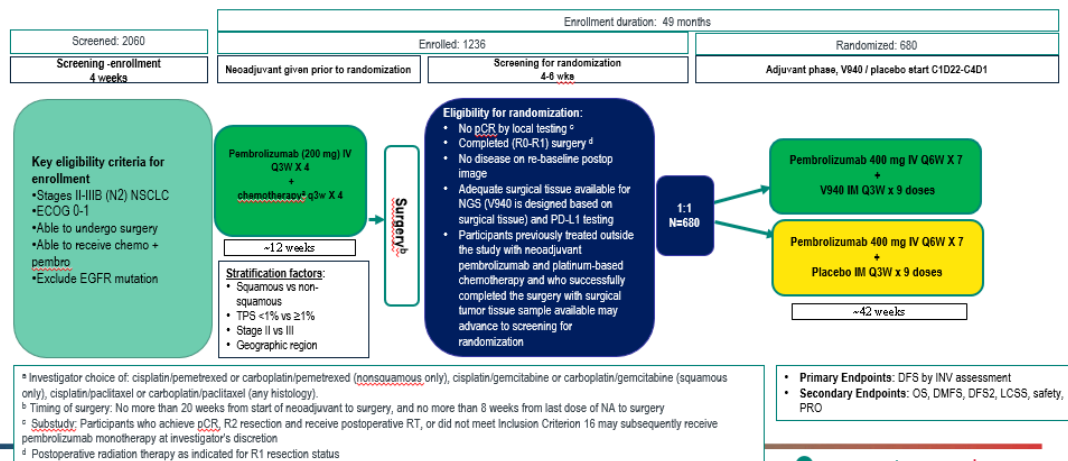 Enrollment duration: 49 months
Screened: 2060
Enrolled: 1236
Randomized: 680
Screening -enrollment
4 weeks
Neoadjuvant given prior to randomization
Screening for randomization
4-6 wks
Adjuvant phase, V940 / placebo start C1D22-C4D1
Key eligibility criteria for
enrollment
•Stages II-IIIB (N2) NSCLC
•ECOG 0-1
•Able to undergo surgery
•Able to receive chemo +
pembro
•Exclude EGFR mutation
Pembrolizumab (200 mg) IV
Q3W X 4
+
chemotherapyª q3w X 4
~12 weeks
Stratification factors:
• Squamous vs non-
squamous
• TPS <1% vs ≥1%
• Stage II vs III
• Geographic region
Surgeryᵇ
Eligibility for randomization:
• No pCR by local testing ᶜ
• Completed (R0-R1) surgery ᵈ
• No disease on re-baseline postop
image
• Adequate surgical tissue available for
NGS (V940 is designed based on
surgical tissue) and PD-L1 testing
• Participants previously treated outside
the study with neoadjuvant
pembrolizumab and platinum-based
chemotherapy and who successfully
completed the surgery with surgical
tumor tissue sample available may
advance to screening for
randomization
1:1
N=680
Pembrolizumab 400 mg IV Q6W X 7
+
V940 IM Q3W x 9 doses
Pembrolizumab 400 mg IV Q6W X 7
+
Placebo IM Q3W x 9 doses
~42 weeks
ª Investigator choice of: cisplatin/pemetrexed or carboplatin/pemetrexed (nonsquamous only), cisplatin/gemcitabine or carboplatin/gemcitabine (squamous
only), cisplatin/paclitaxel or carboplatin/paclitaxel (any histology).
ᵇ Timing of surgery: No more than 20 weeks from start of neoadjuvant to surgery, and no more than 8 weeks from last dose of NA to surgery
ᶜ Substudy: Participants who achieve pCR, R2 resection and receive postoperative RT, or did not meet Inclusion Criterion 16 may subsequently receive
pembrolizumab monotherapy at investigator's discretion
ᵈ Postoperative radiation therapy as indicated for R1 resection status
• Primary Endpoints: DFS by INV assessment
• Secondary Endpoints: OS, DMFS, DFS2, LCSS, safety,
PRO